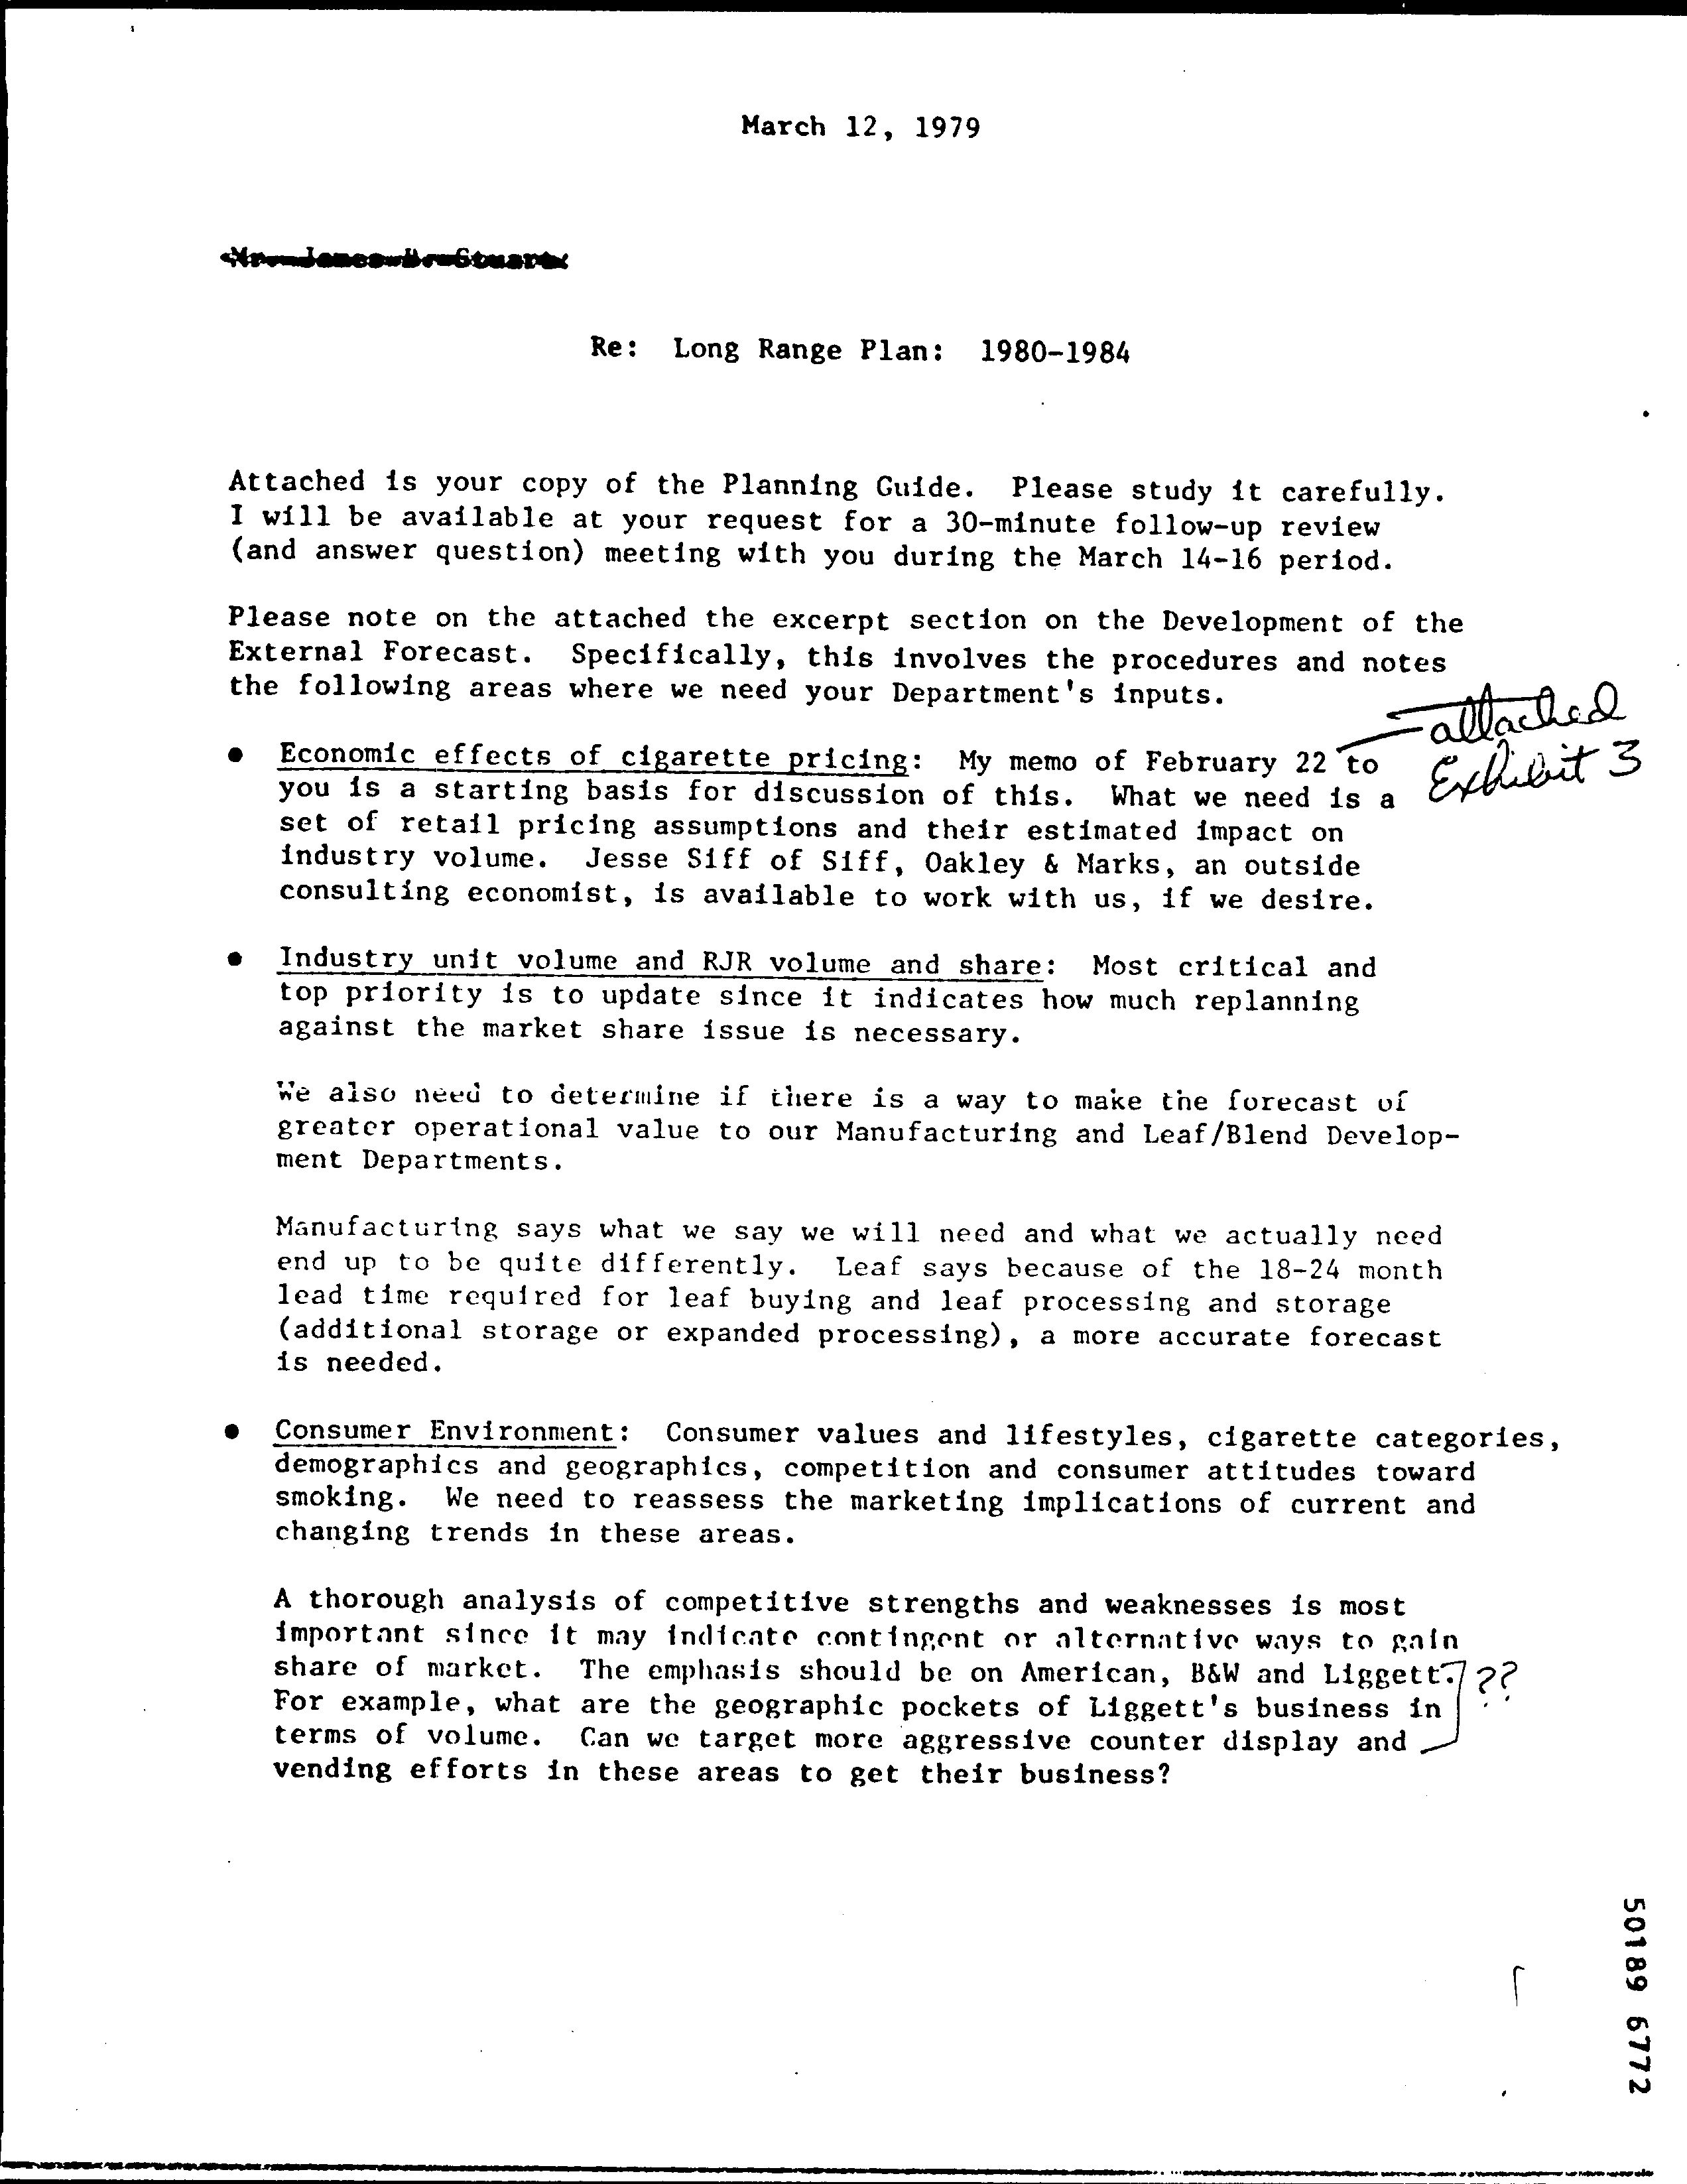 March 12, 1979
Mr. James H. Stuart
Re: Long Range Plan: 1980-1984
Attached is your copy of the Planning Guide. Please study it carefully.
I will be available at your request for a 30-minute follow-up review
(and answer question) meeting with you during the March 14-16 period.
Please note on the attached the excerpt section on the Development of the
External Forecast. Specifically, this involves the procedures and notes
the following areas where we need your Department's inputs.
attached
Exhibit 3
● Economic effects of cigarette pricing: My memo of February 22 to
you is a starting basis for discussion of this. What we need is a
set of retail pricing assumptions and their estimated impact on
industry volume. Jesse Siff of Siff, Oakley & Marks, an outside
consulting economist, is available to work with us, if we desire.
● Industry unit volume and RJR volume and share: Most critical and
top priority is to update since it indicates how much replanning
against the market share issue is necessary.
We also need to determine if there is a way to make the forecast of
greater operational value to our Manufacturing and Leaf/Blend Develop-
ment Departments.
Manufacturing says what we say we will need and what we actually need
end up to be quite differently. Leaf says because of the 18-24 month
lead time required for leaf buying and leaf processing and storage
(additional storage or expanded processing), a more accurate forecast
is needed.
● Consumer Environment: Consumer values and lifestyles, cigarette categories,
demographics and geographics, competition and consumer attitudes toward
smoking. We need to reassess the marketing implications of current and
changing trends in these areas.
A thorough analysis of competitive strengths and weaknesses is most
important since it may indicate contingent or alternative ways to gain
share of market. The emphasis should be on American, B&W and Liggett. ??
For example, what are the geographic pockets of Liggett's business in
terms of volume. Can we target more aggressive counter display and
vending efforts in these areas to get their business?
50189 6772